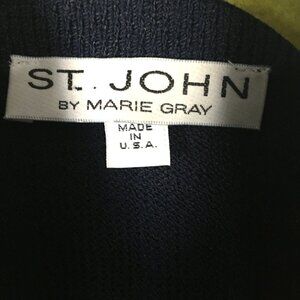 ST. JOHN
BY MARIE GRAY
MADE
IN
U.S.A.